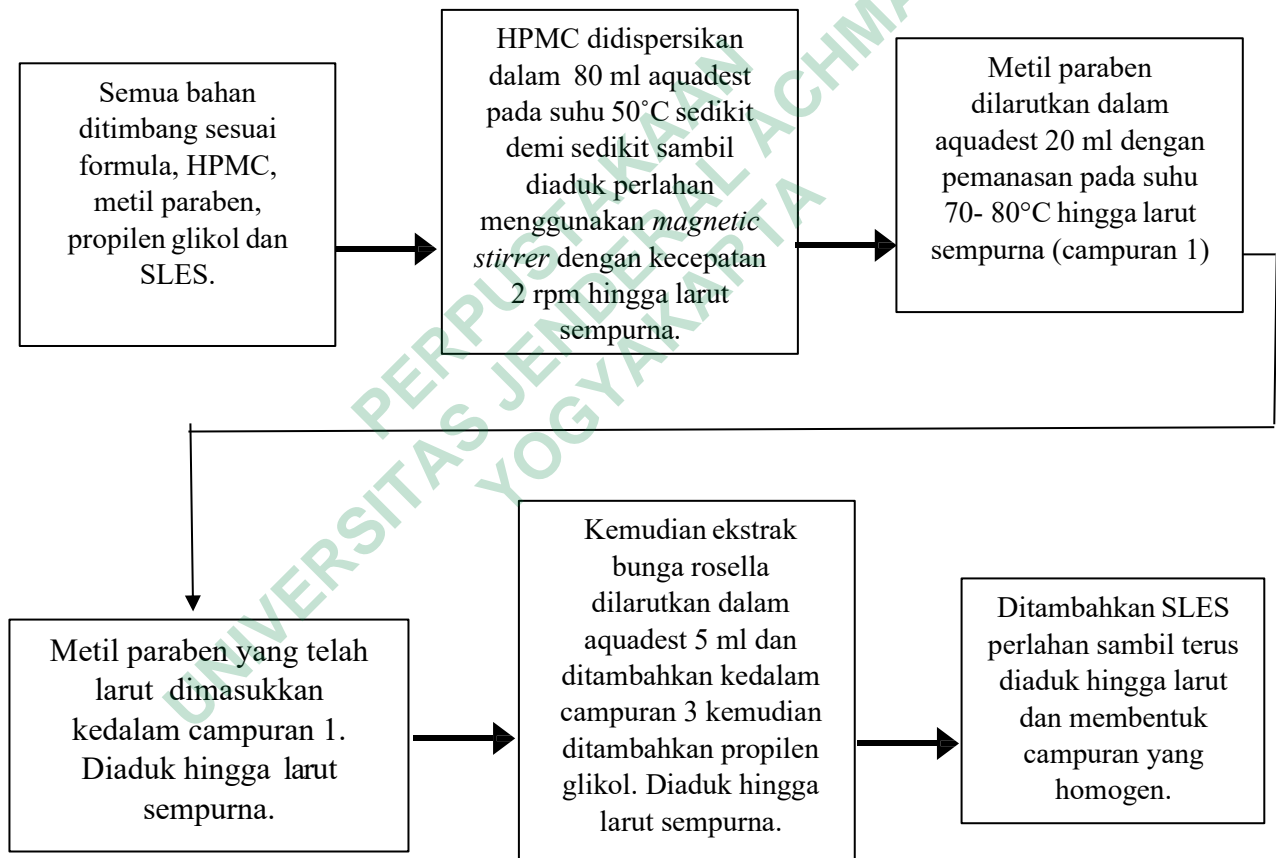 Semua bahan
ditimbang sesuai
formula, HPMC,
metil paraben,
propilen glikol dan
SLES.
HPMC didispersikan
dalam 80 ml aquadest
pada suhu 50˚C sedikit
demi sedikit sambil
diaduk perlahan
menggunakan magnetic
stirrer dengan kecepatan
2 rpm hingga larut
sempurna.
Metil paraben
dilarutkan dalam
aquadest 20 ml dengan
pemanasan pada suhu
70- 80°C hingga larut
sempurna (campuran 1)
Metil paraben yang telah
larut dimasukkan
kedalam campuran 1.
Diaduk hingga larut
sempurna.
Kemudian ekstrak
bunga rosella
dilarutkan dalam
aquadest 5 ml dan
ditambahkan kedalam
campuran 3 kemudian
ditambahkan propilen
glikol. Diaduk hingga
larut sempurna.
Ditambahkan SLES
perlahan sambil terus
diaduk hingga larut
dan membentuk
campuran yang
homogen.
PERPUSTAKAAN
UNIVERSITAS JENDERAL
YOGYAKARTA